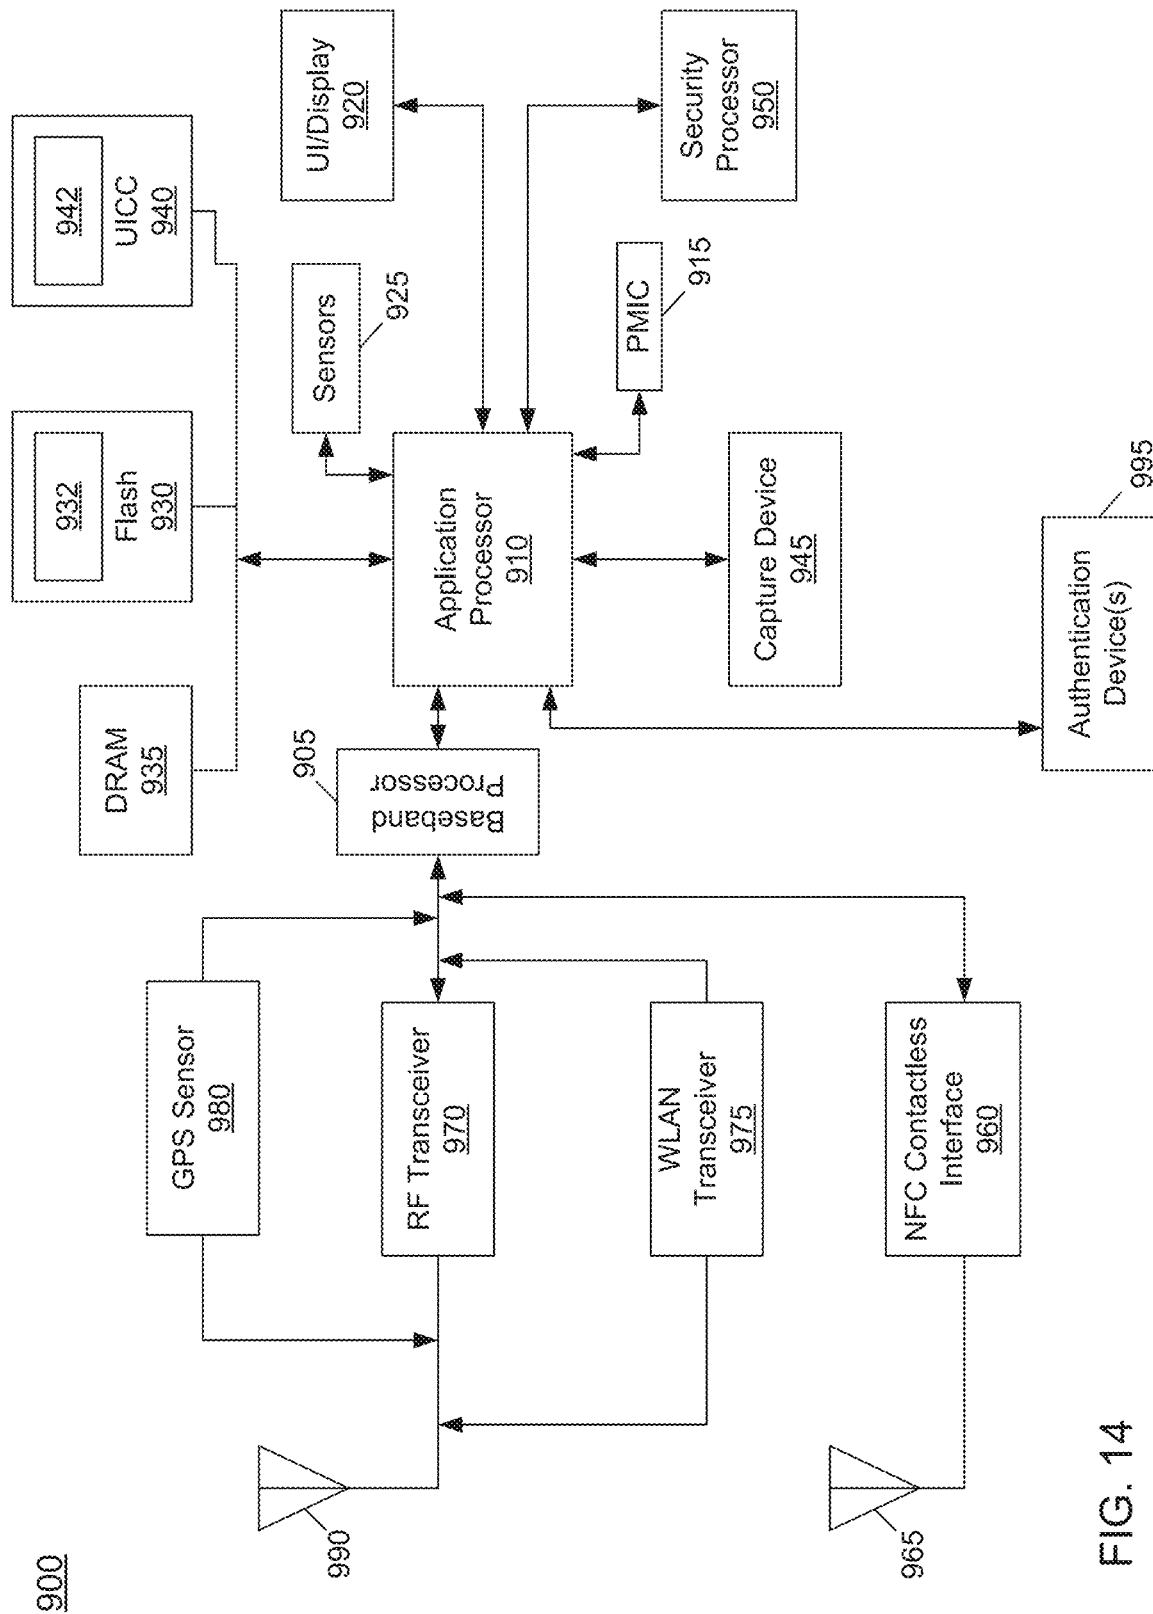 900
990
965
GPS Sensor
980
RF Transceiver
970
WLAN
Transceiver
975
NFC Contactless
Interface
960
905
Baseband
Processor
DRAM
935
932
Flash
930
942
UICC
940
Sensors
925
UI/Display
920
Application
Processor
910
PMIC
915
Security
Processor
950
Capture Device
945
Authentication
Device(s)
995
FIG. 14